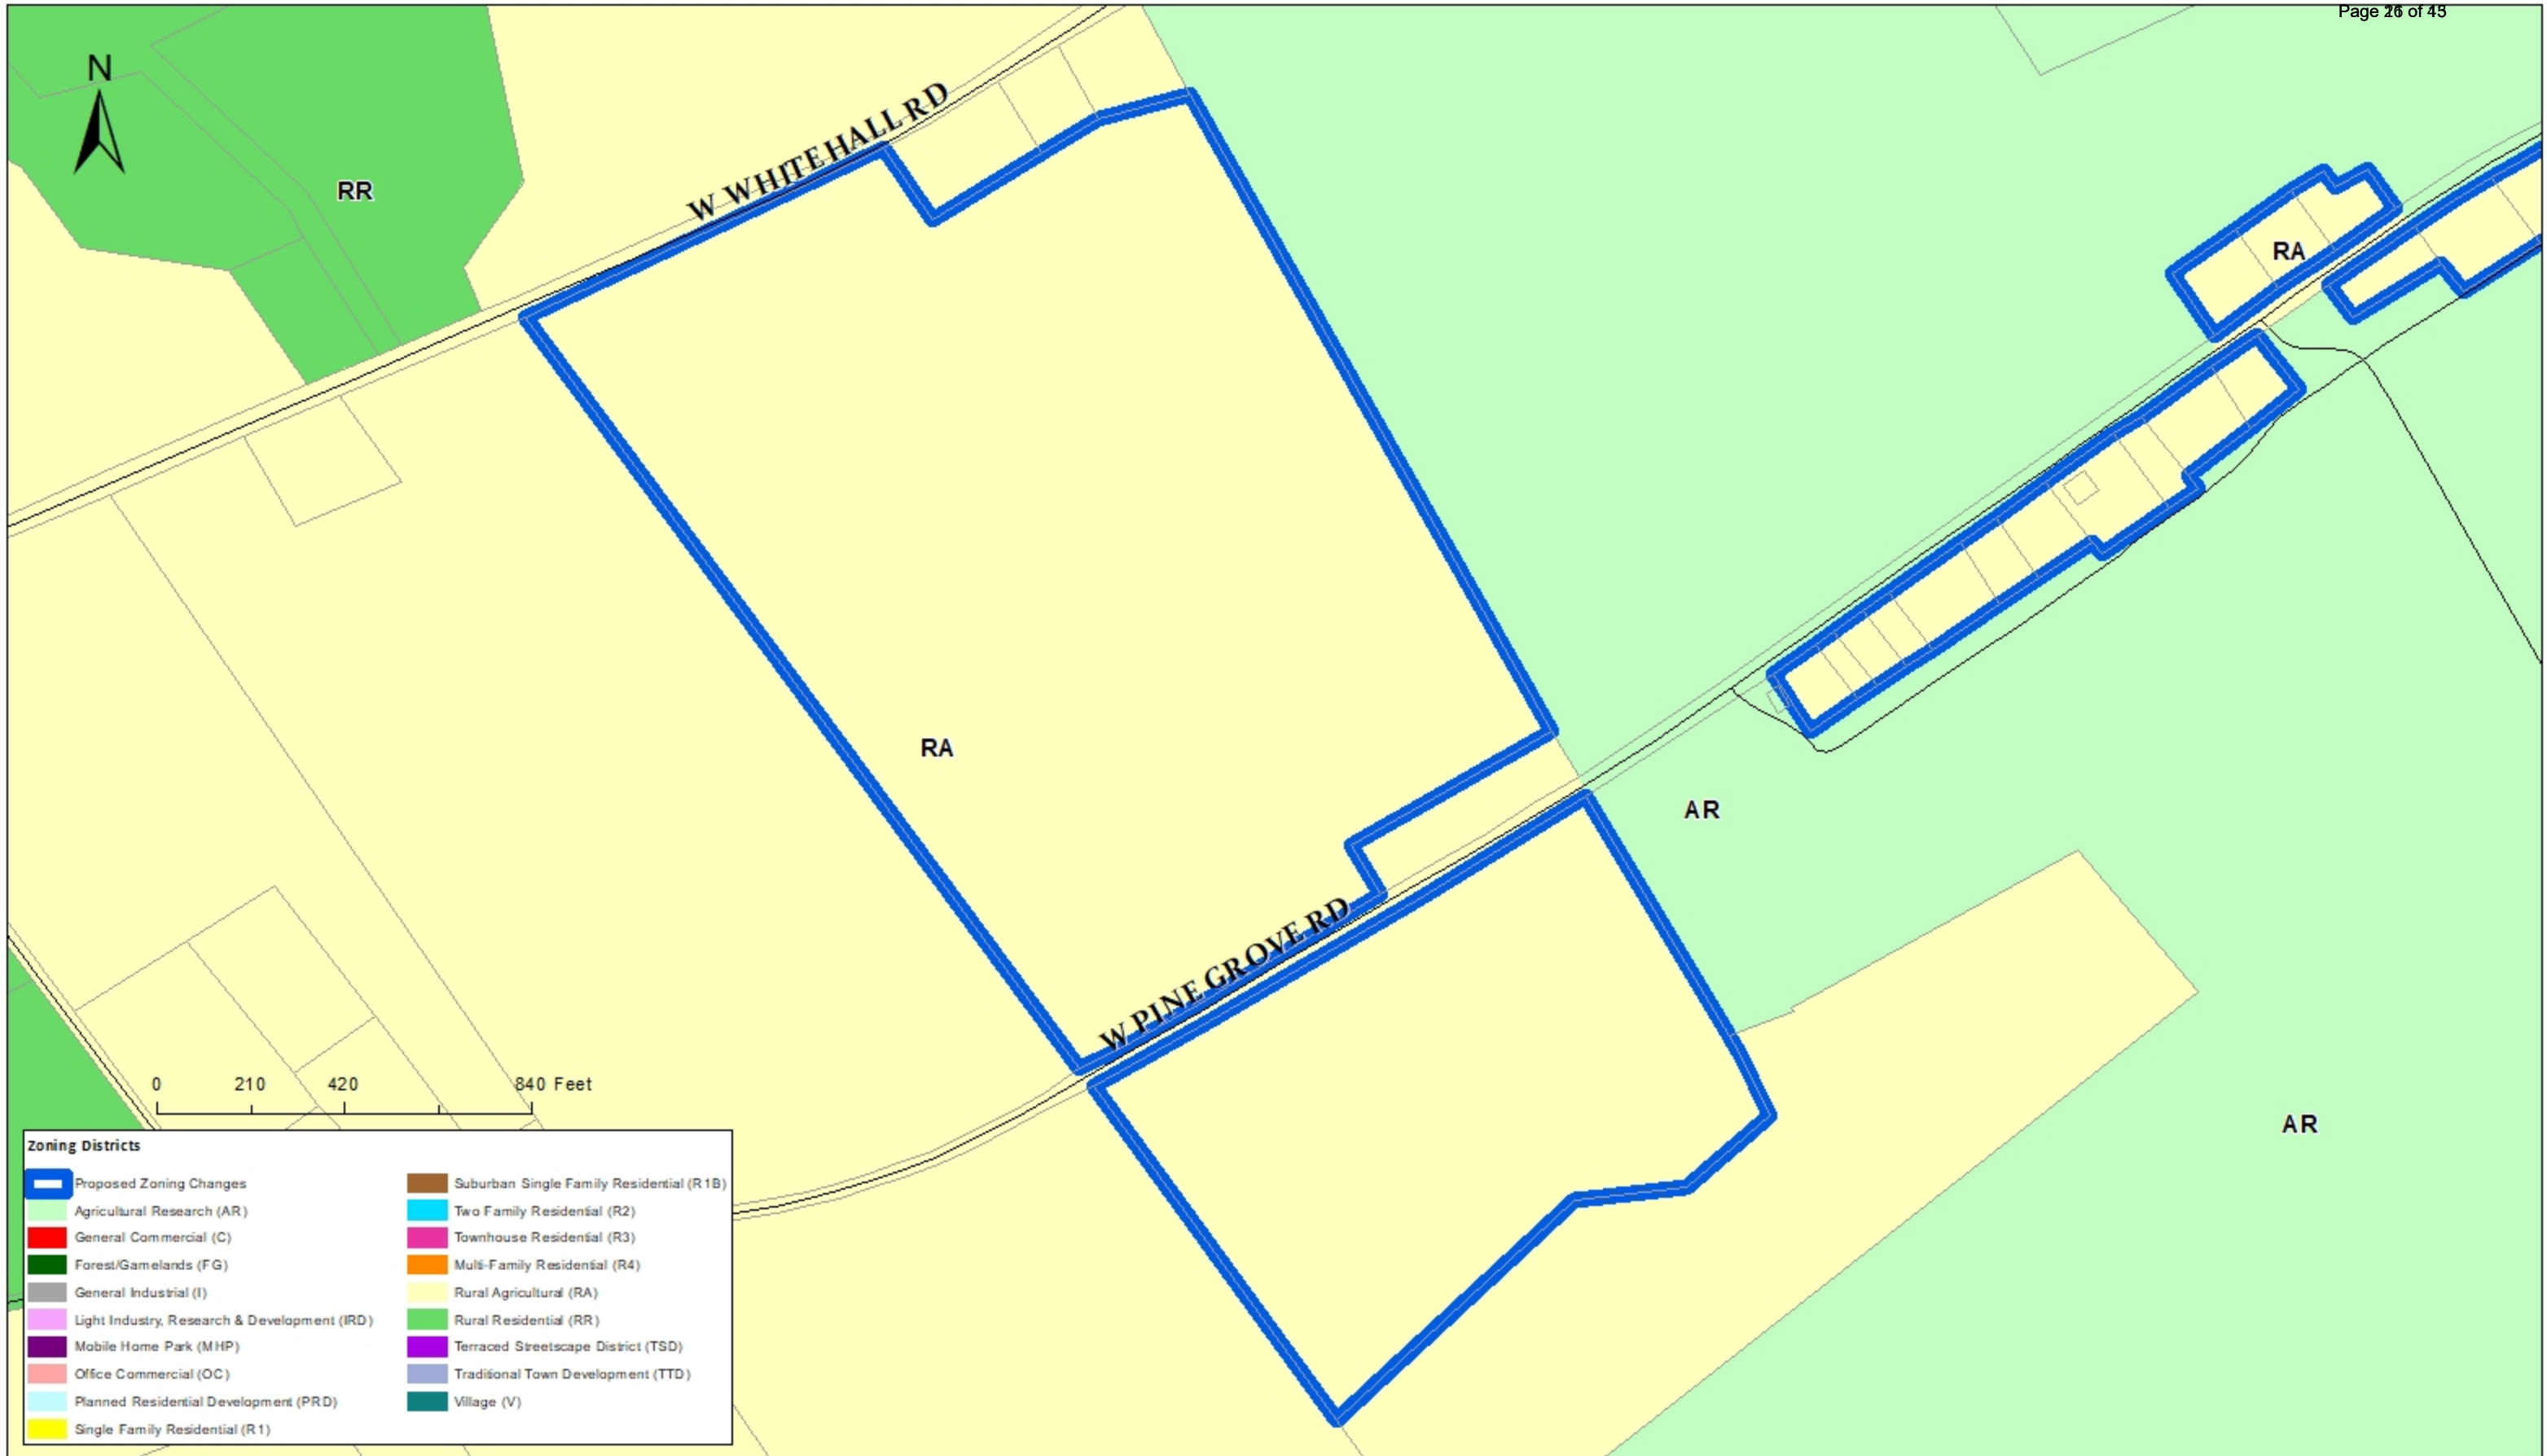 Page of 45
N
W WHITEHALL RD
RR
RA
RA
W PINE GROVE RD
AR
AR
0 210 420 840 Feet
Zoning Districts
Proposed Zoning Changes
Agricultural Research (AR)
General Commercial (C)
Forest/Gamelands (FG)
General Industrial (I)
Light Industry, Research & Development (IRD)
Mobile Home Park (MHP)
Office Commercial (OC)
Planned Residential Development (PRD)
Single Family Residential (R1)
Suburban Single Family Residential (R1B)
Two Family Residential (R2)
Townhouse Residential (R3)
Multi-Family Residential (R4)
Rural Agricultural (RA)
Rural Residential (RR)
Terraced Streetscape District (TSD)
Traditional Town Development (TTD)
Village (V)